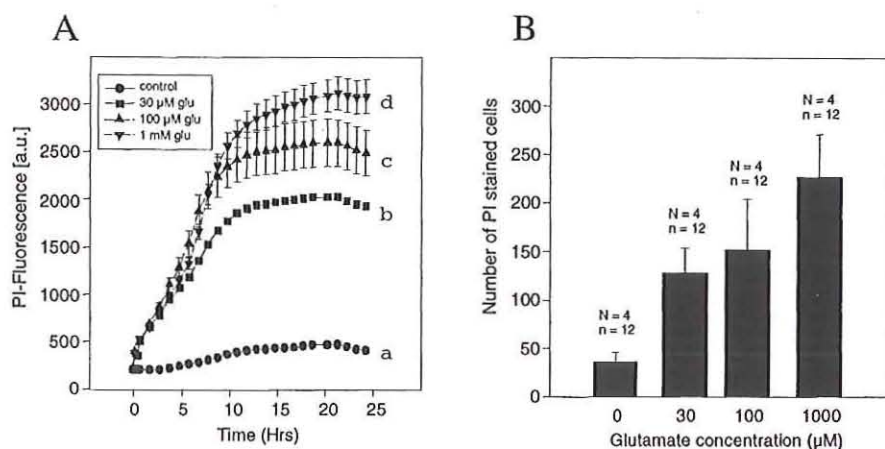 A
control
30 µM glu
100 µM glu
1 mM glu
PI-Fluorescence [a.u.]
3000
2500
2000
1500
1000
500
0
d
c
b
a
0 5 10 15 20 25
Time (Hrs)
B
Number of PI stained cells
300
250
200
150
100
50
0
N = 4
n = 12
N = 4
n = 12
N = 4
n = 12
N = 4
n = 12
0 30 100 1000
Glutamate concentration (µM)